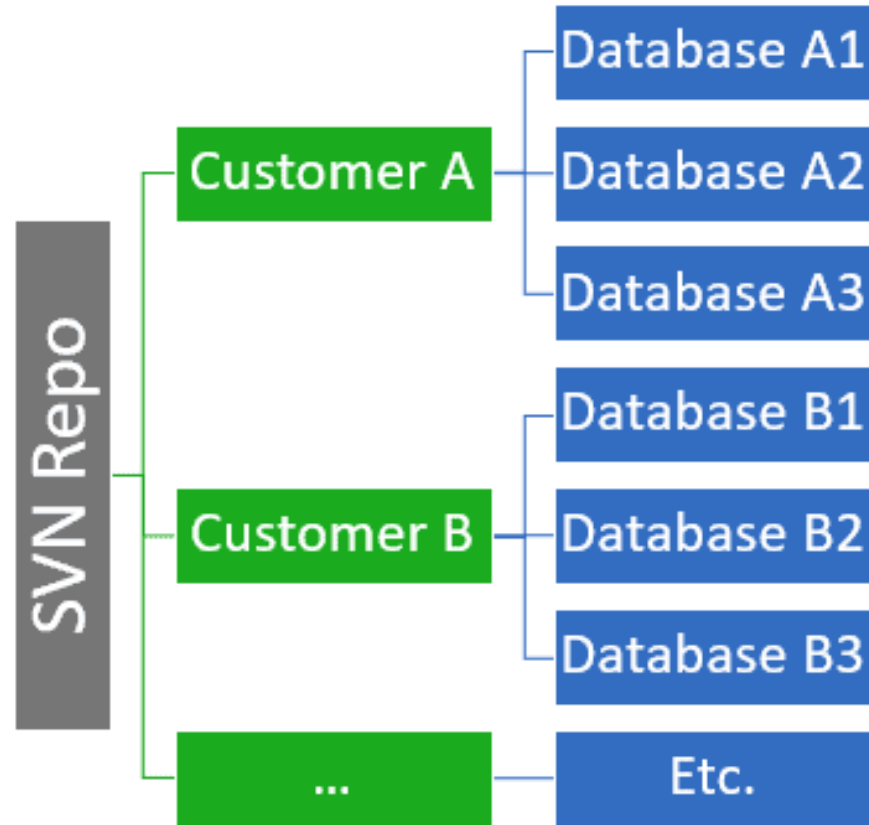 SVN Repo
Customer A
Database A1
Database A2
Database A3
Customer B
Database B1
Database B2
Database B3
...
Etc.